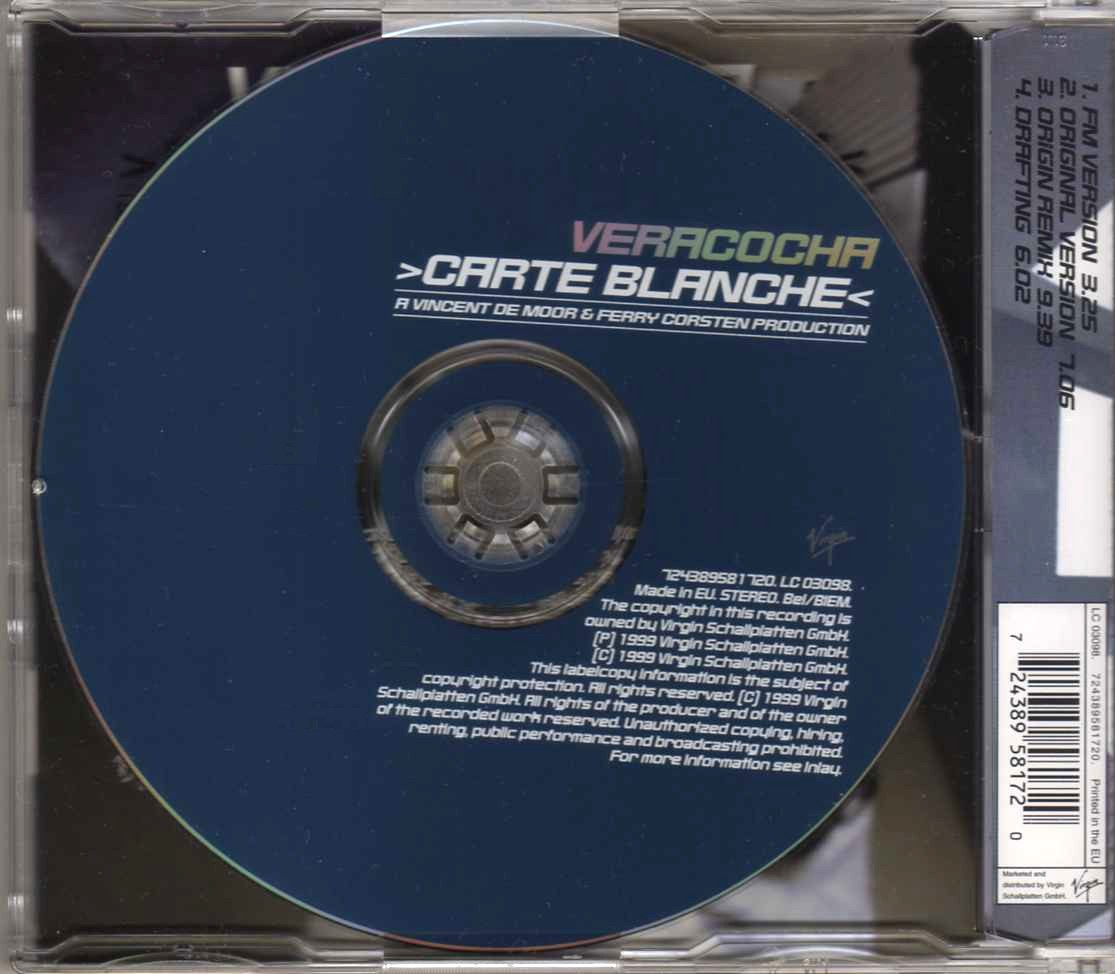 VERACOCHA
>CARTE BLANCHE<
A VINCENT DE MOOR & FERRY CORSTEN PRODUCTION
Virgin
724389581720. LC 03098.
Made in EU. STEREO. Bel/BIEM.
The copyright in this recording is
owned by Virgin Schallplatten GmbH.
[P] 1999 Virgin Schallplatten GmbH.
[C] 1999 Virgin Schallplatten GmbH.
This labelcopy information is the subject of
copyright protection. All rights reserved. [C] 1999 Virgin
Schallplatten GmbH. All rights of the producer and of the owner
of the recorded work reserved. Unauthorized copying, hiring,
renting, public performance and broadcasting prohibited.
For more information see inlay.
1. FM VERSION 3.25
2. ORIGINAL VERSION 7.06
3. ORIGIN REMIX 9.39
4. DRAFTING 6.02
LC 03098. 724389581720. Printed in the EU
7 24389 58172 0
Marketed and
distributed by Virgin
Schallplatten GmbH.
Virgin